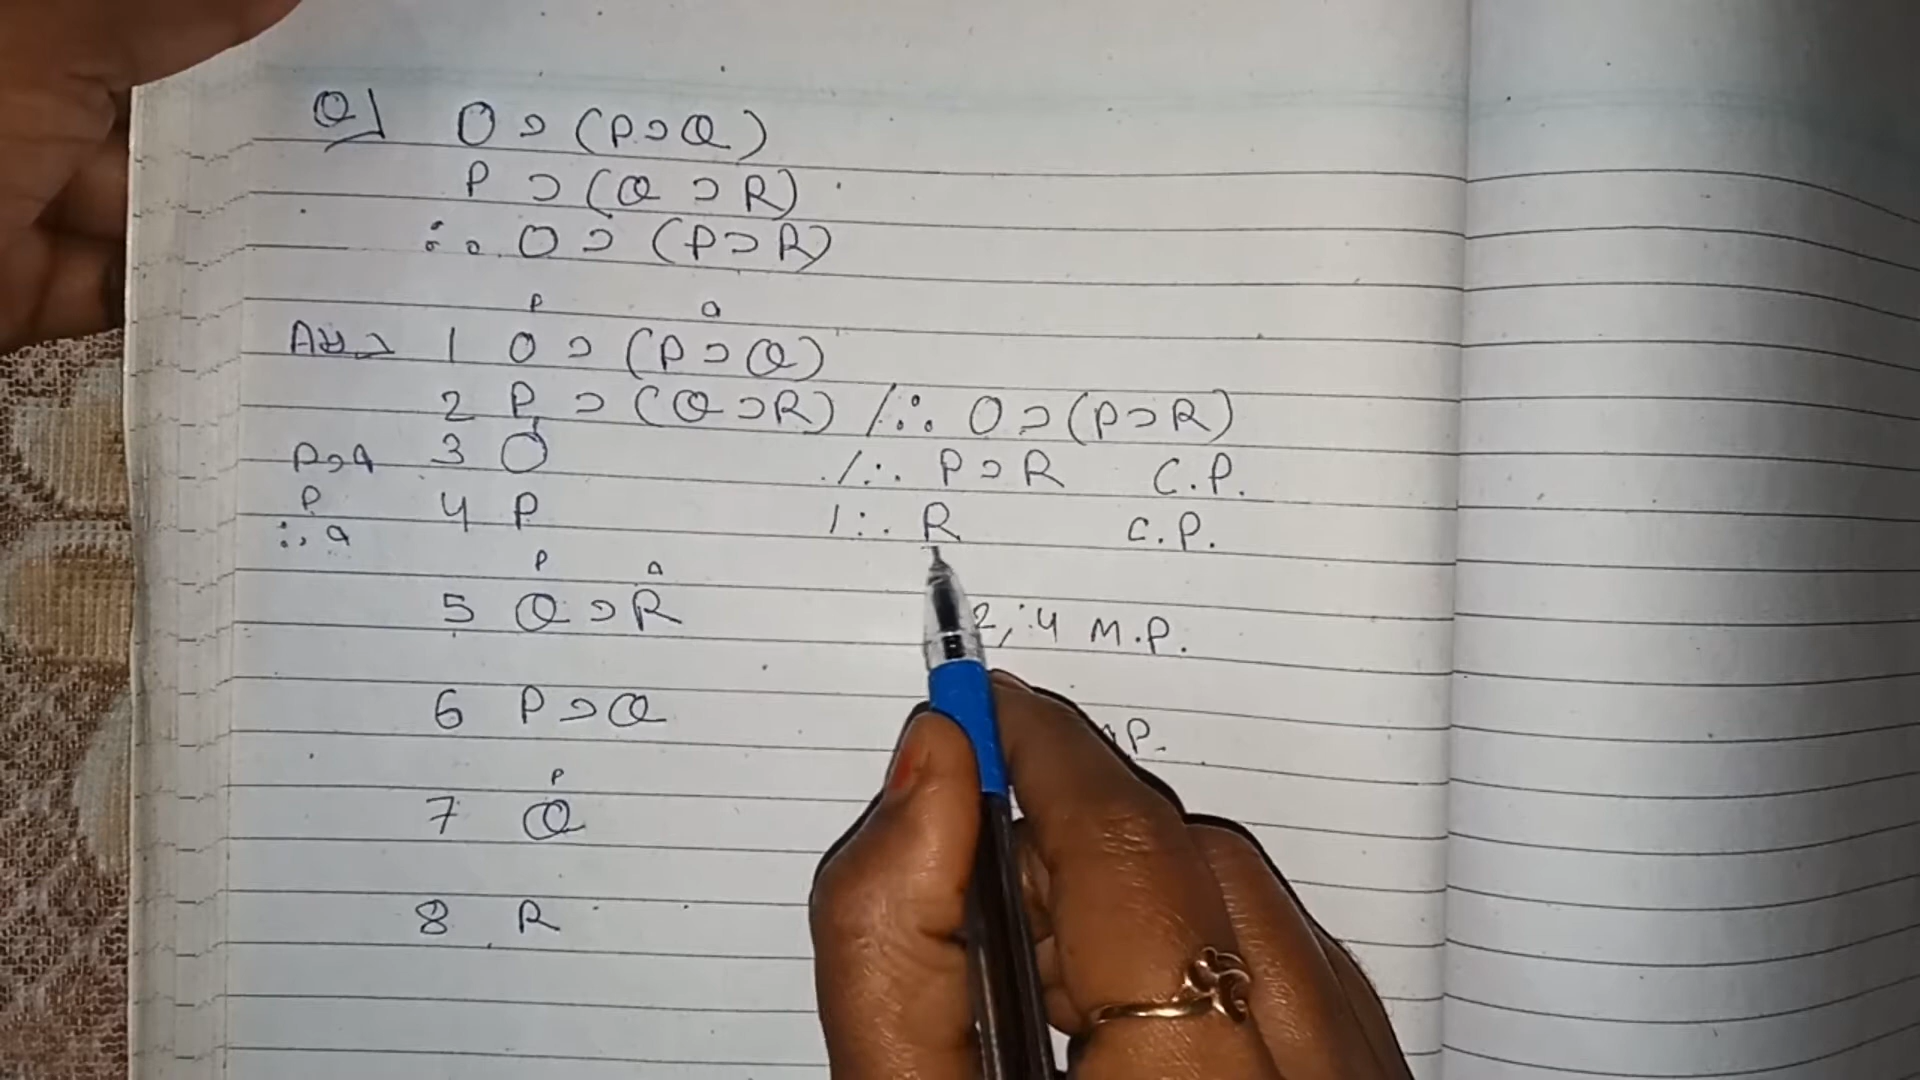 Q] O ⊃ (P ⊃ Q)
P ⊃ (Q ⊃ R)
∴ O ⊃ (P ⊃ R)
p q
Ans> 1 O ⊃ (P ⊃ Q)
2 P ⊃ (Q ⊃ R) /∴ O ⊃ (P ⊃ R)
P ⊃ q 3 O /∴ P ⊃ R C.P.
P 4 P /∴ R C.P.
∴ q
P q
5 Q ⊃ R 2, 4 M.P.
6 P ⊃ Q P.
P
7 Q
8 R